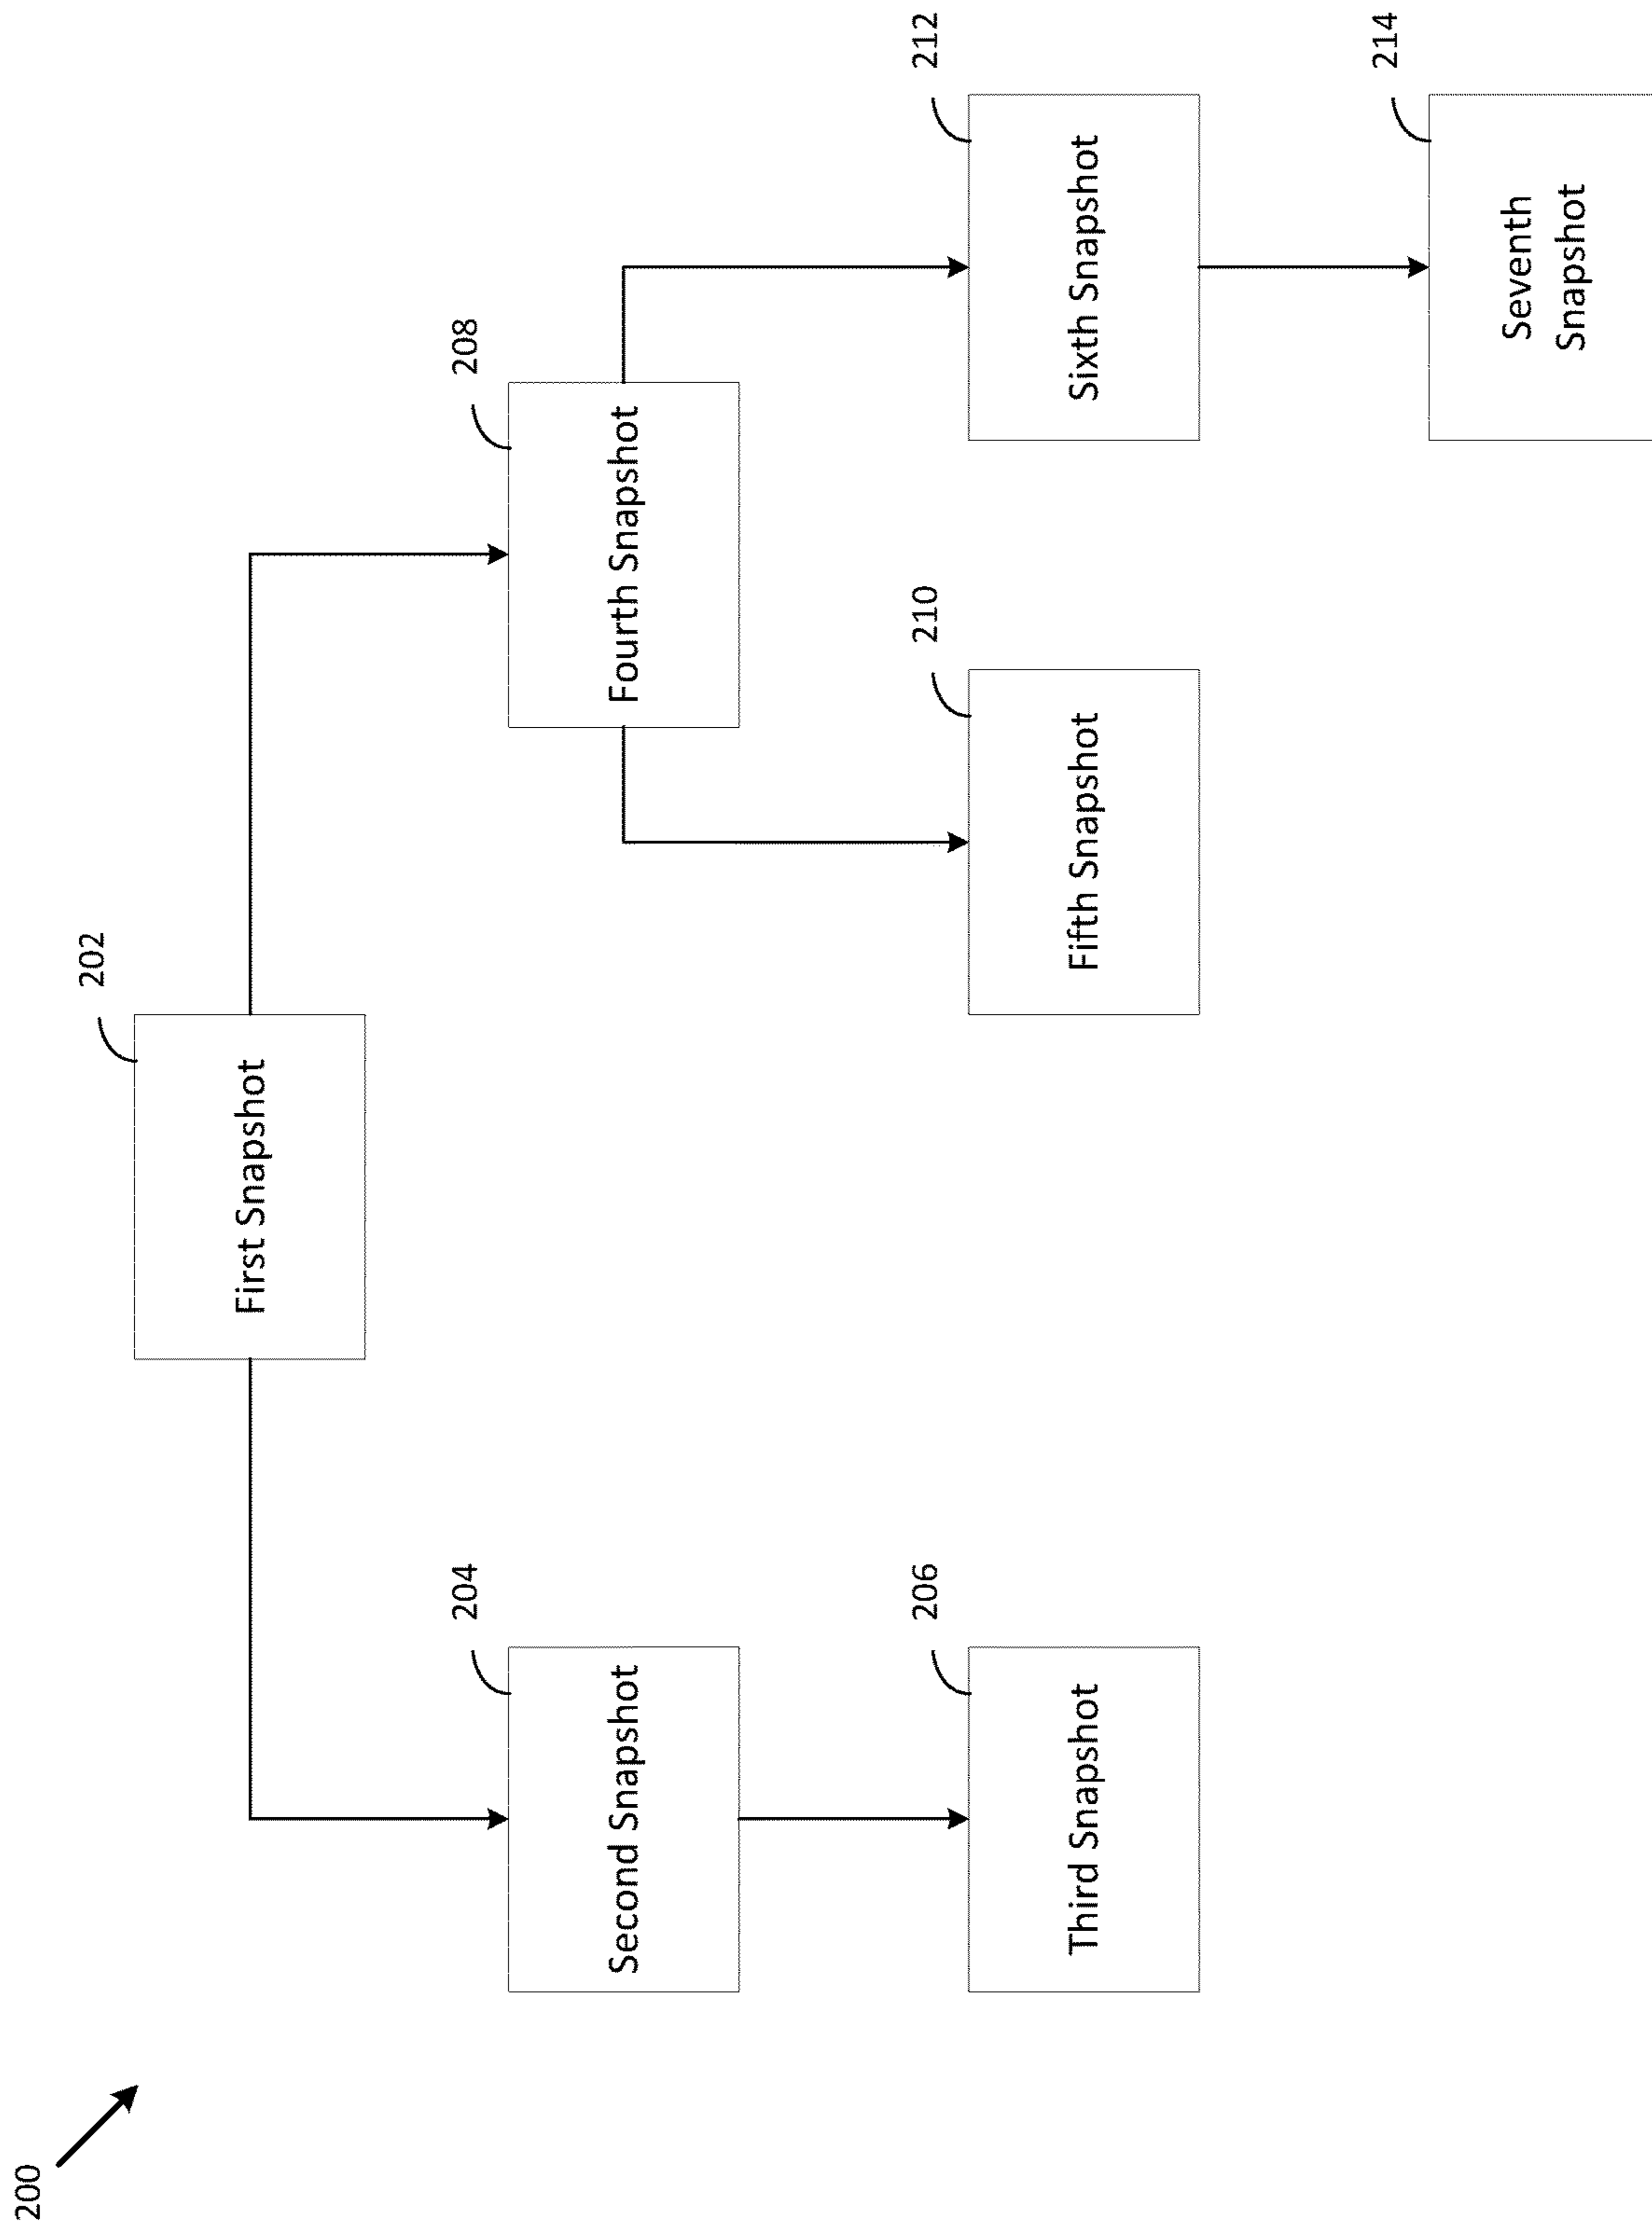 200
202
First Snapshot
204
Second Snapshot
208
Fourth Snapshot
206
Third Snapshot
210
Fifth Snapshot
212
Sixth Snapshot
214
Seventh
Snapshot